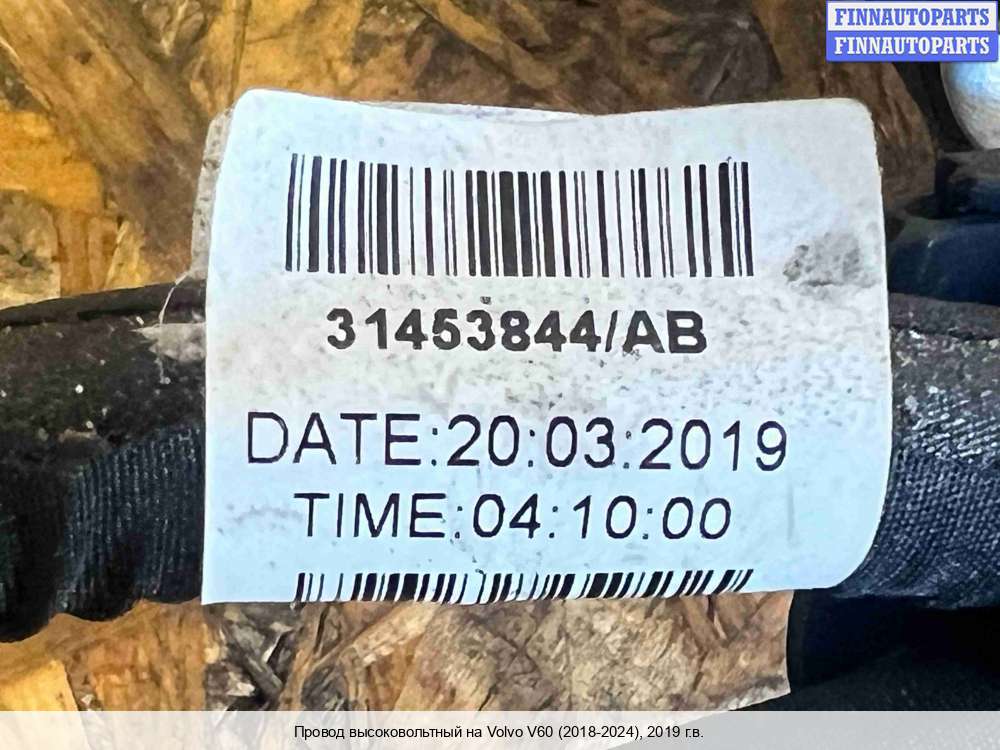 FINNAUTOPARTS
FINNAUTOPARTS
31453844/AB
DATE:20:03:2019
TIME:04:10:00
Провод высоковольтный на Volvo V60 (2018-2024), 2019 г.в.